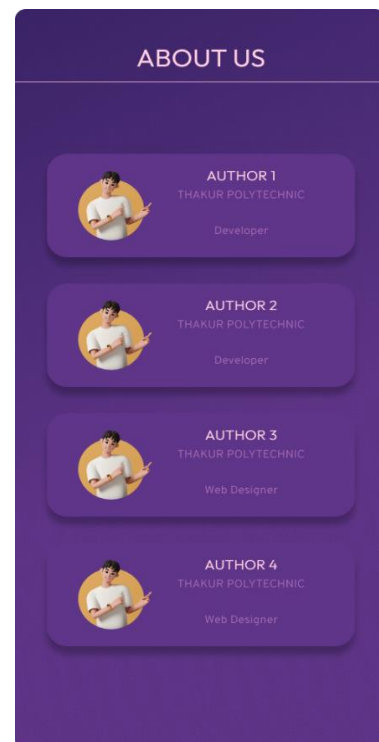 ABOUT US
AUTHOR 1
THAKUR POLYTECHNIC
Developer
AUTHOR 2
THAKUR POLYTECHNIC
Developer
AUTHOR 3
THAKUR POLYTECHNIC
Web Designer
AUTHOR 4
THAKUR POLYTECHNIC
Web Designer